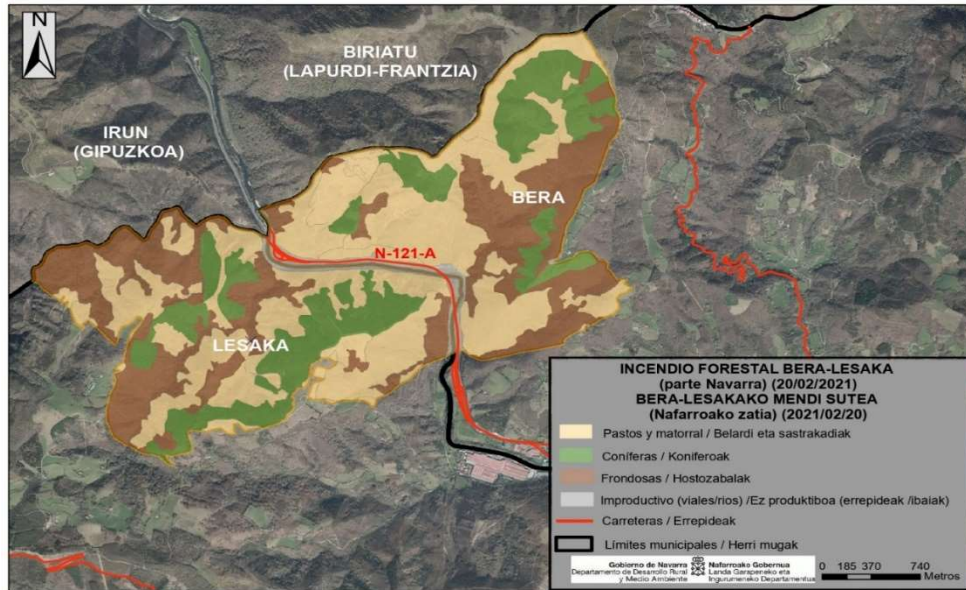 N
BIRIATU
(LAPURDI-FRANTZIA)
IRUN
(GIPUZKOA)
BERA
N-121-A
LESAKA
INCENDIO FORESTAL BERA-LESAKA
(parte Navarra) (20/02/2021)
BERA-LESAKAKO MENDI SUTEA
(Nafarroako zatia) (2021/02/20)
Pastos y matorral / Belardi eta sastrakadiak
Coníferas / Koniferoak
Frondosas / Hostozabalak
Improductivo (viales/rios) /Ez produktiboa (errepideak /ibaiak)
Carreteras / Errepideak
Límites municipales / Herri mugak
Gobierno de Navarra
Departamento de Desarrollo Rural
y Medio Ambiente
Nafarroako Gobernua
Landa Garapeneko eta
Ingurumeneko Departamentua
0 185 370 740
Metros